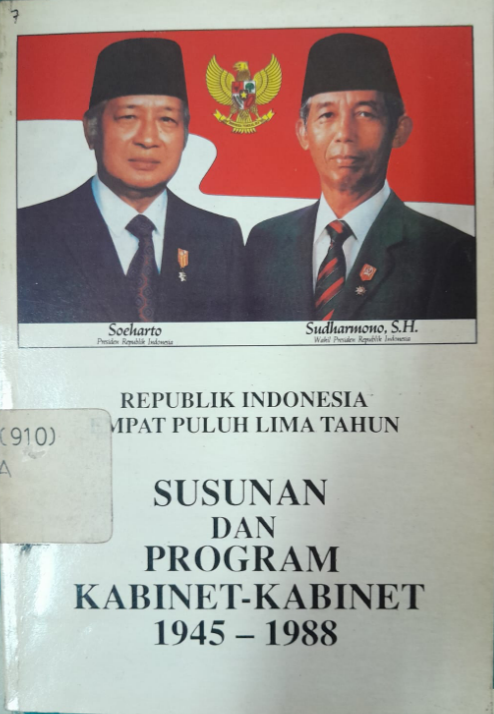 7
Soeharto
Presiden Republik Indonesia
Sudharmono, S.H.
Wakil Presiden Republik Indonesia
REPUBLIK INDONESIA
MPAT PULUH LIMA TAHUN
(910)
A
SUSUNAN
DAN
PROGRAM
KABINET-KABINET
1945 – 1988